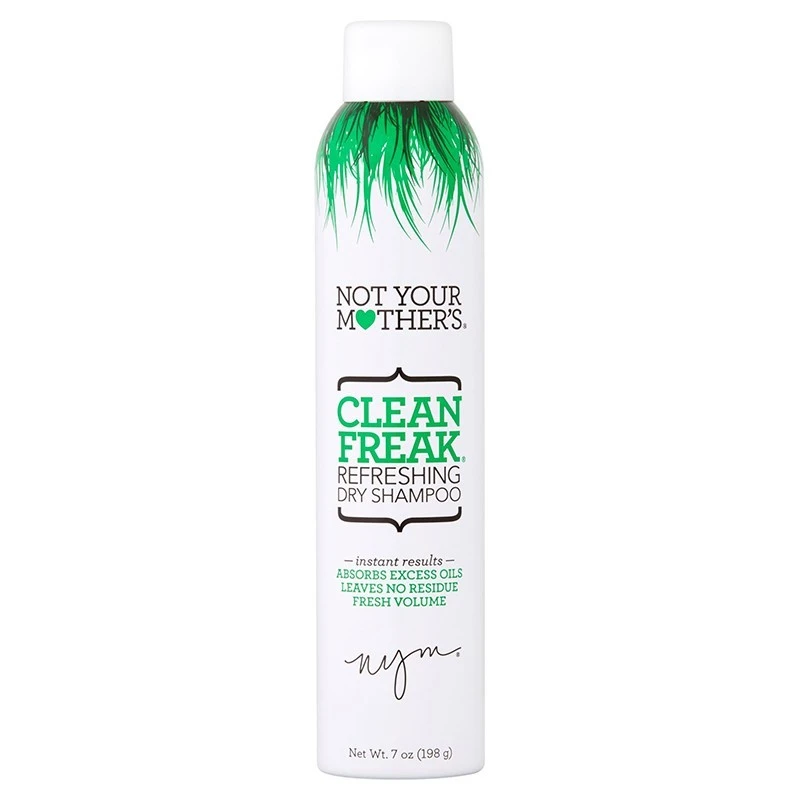 NOT YOUR
M♥THER'S®
CLEAN
FREAK®
REFRESHING
DRY SHAMPOO
— instant results —
ABSORBS EXCESS OILS
LEAVES NO RESIDUE
FRESH VOLUME
nym®
Net Wt. 7 oz (198 g)